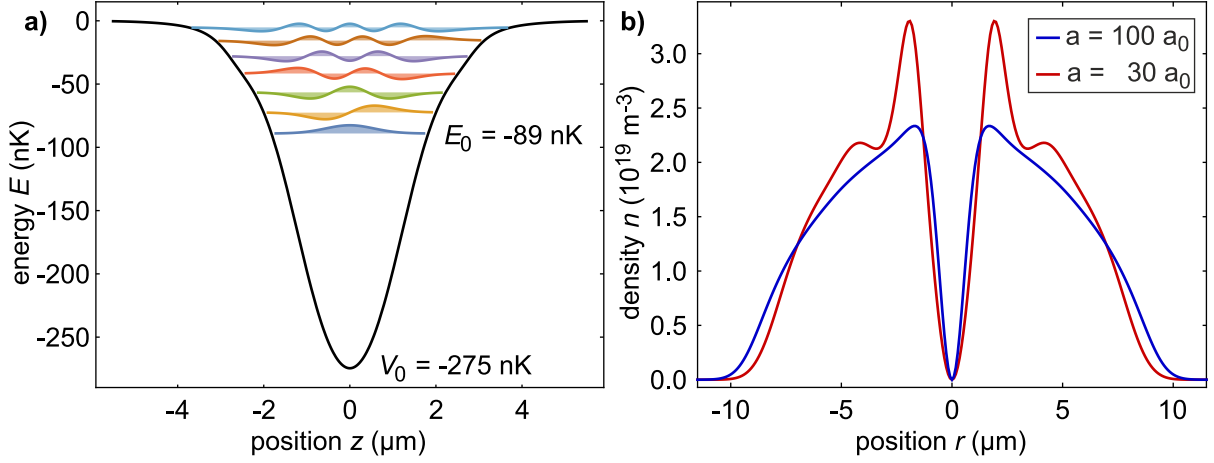 a)
energy E (nK)
0
-50
-100
-150
-200
-250
E₀ = -89 nK
V₀ = -275 nK
-4 -2 0 2 4
position z (µm)
b)
density n (10¹⁹ m⁻³)
3.0
2.5
2.0
1.5
1.0
0.5
0.0
a = 100 a₀
a = 30 a₀
-10 -5 0 5 10
position r (µm)